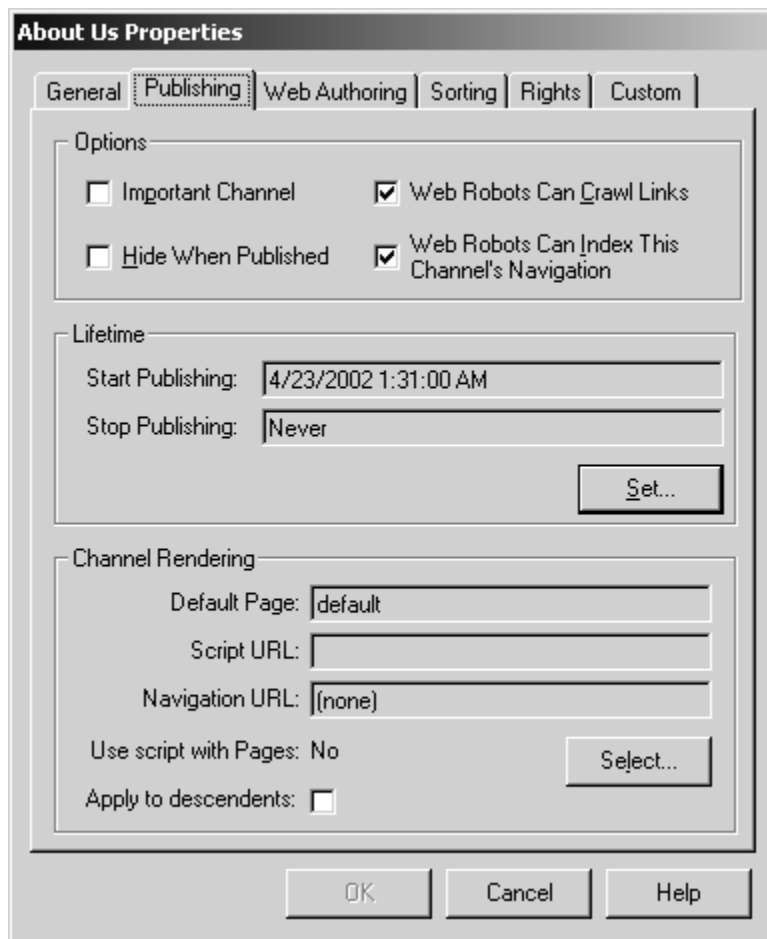 About Us Properties
General Publishing Web Authoring Sorting Rights Custom
Options
Important Channel
Web Robots Can Crawl Links
Hide When Published
Web Robots Can Index This
Channel's Navigation
Lifetime
Start Publishing: 4/23/2002 1:31:00 AM
Stop Publishing: Never
Set...
Channel Rendering
Default Page: default
Script URL:
Navigation URL: (none)
Use script with Pages: No
Select...
Apply to descendents:
OK Cancel Help